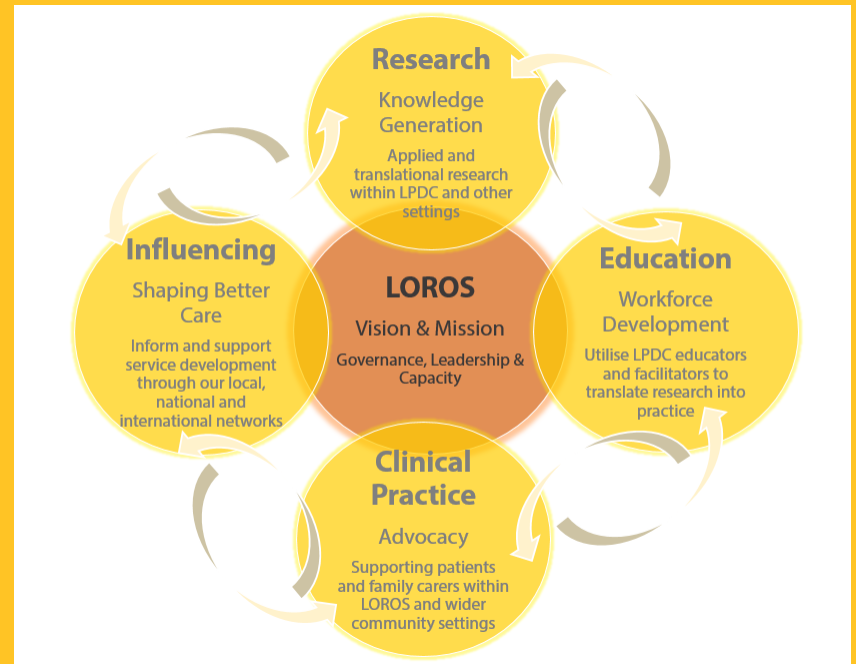 Research
Knowledge
Generation
Applied and
translational research
within LPDC and other
settings
Influencing
Shaping Better
Care
Inform and support
service development
through our local,
national and
international networks
LOROS
Vision & Mission
Governance, Leadership &
Capacity
Education
Workforce
Development
Utilise LPDC educators
and facilitators to
translate research into
practice
Clinical
Practice
Advocacy
Supporting patients
and family carers within
LOROS and wider
community settings